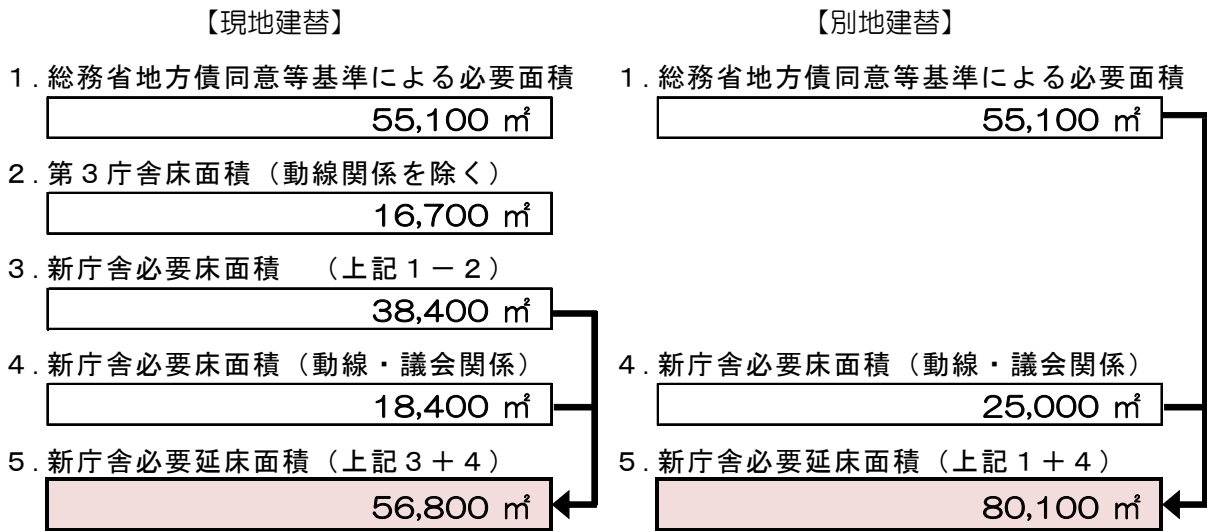 【現地建替】
1.総務省地方債同意等基準による必要面積
55,100 ㎡
2.第3庁舎床面積（動線関係を除く）
16,700 ㎡
3.新庁舎必要床面積　（上記1－2）
38,400 ㎡
4.新庁舎必要床面積（動線・議会関係）
18,400 ㎡
5.新庁舎必要延床面積（上記3＋4）
56,800 ㎡
【別地建替】
1.総務省地方債同意等基準による必要面積
55,100 ㎡
4.新庁舎必要床面積（動線・議会関係）
25,000 ㎡
5.新庁舎必要延床面積（上記1＋4）
80,100 ㎡